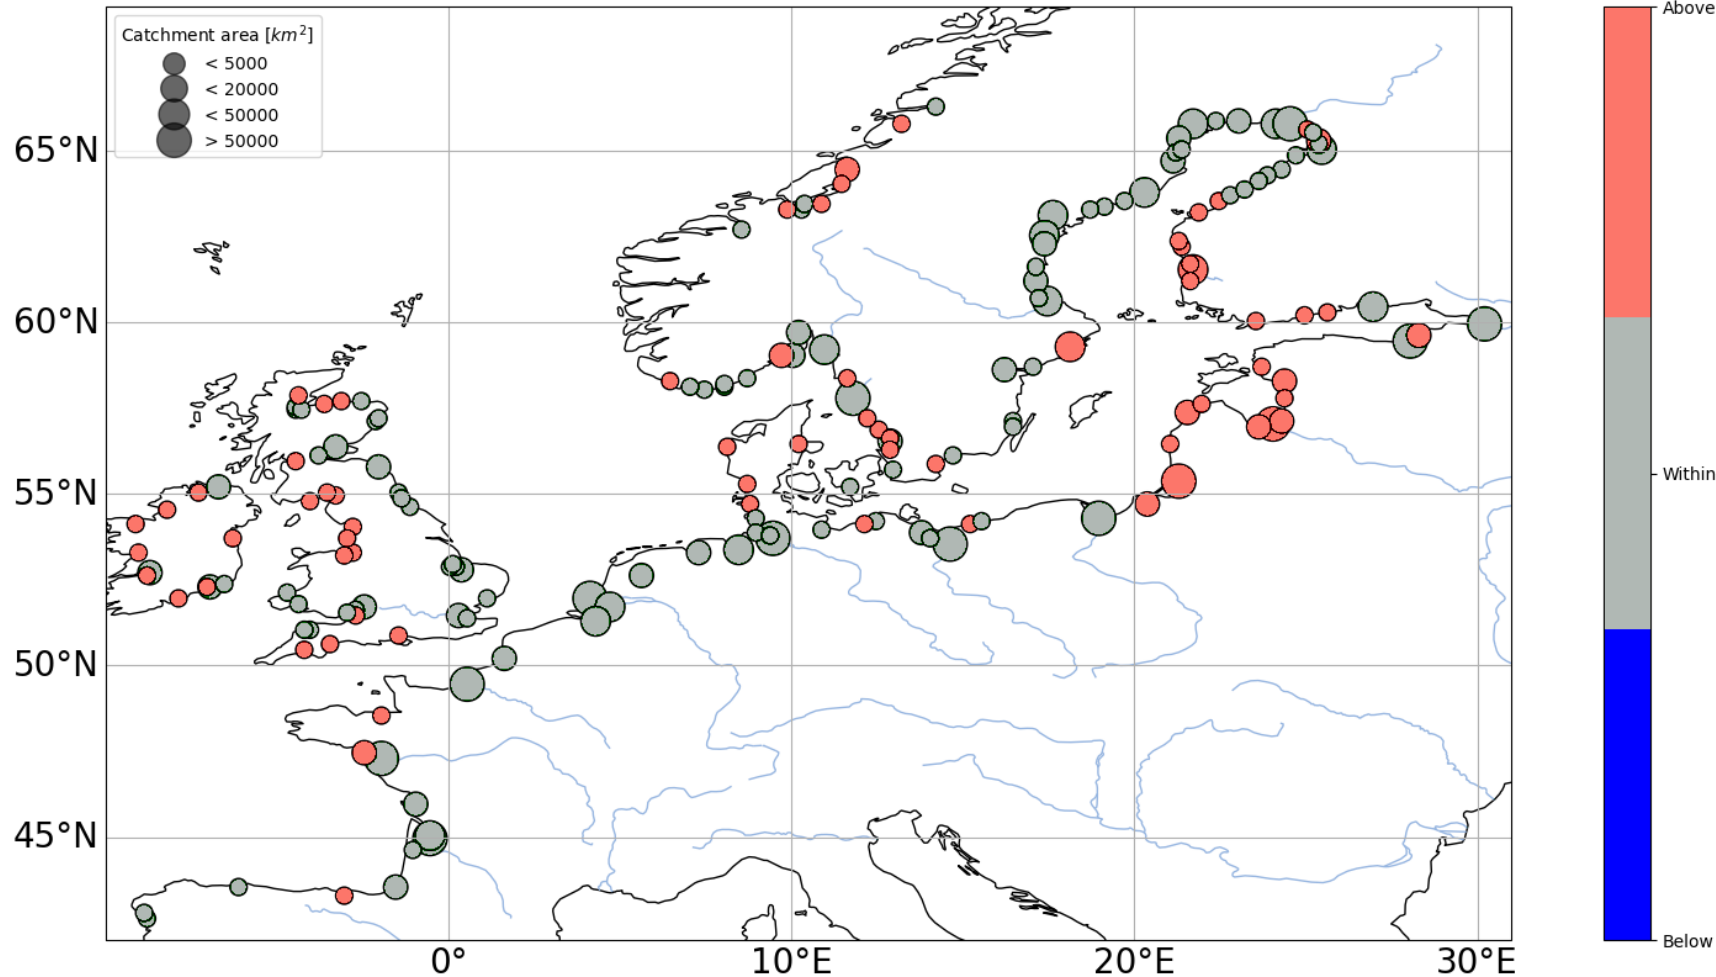 Catchment area [km²]
< 5000
< 20000
< 50000
> 50000
65°N
60°N
55°N
50°N
45°N
0°
10°E
20°E
30°E
Above
Within
Below